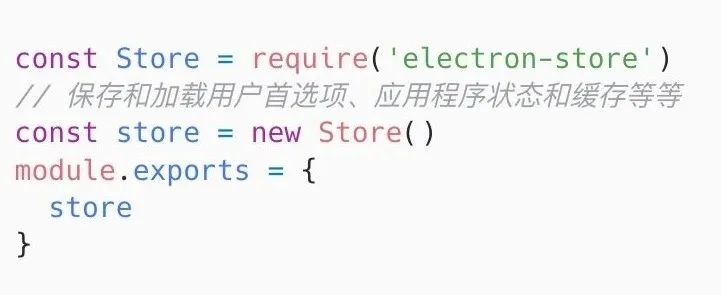 const Store = require('electron-store')
// 保存和加载用户首选项、应用程序状态和缓存等等
const store = new Store()
module.exports = {
  store
}